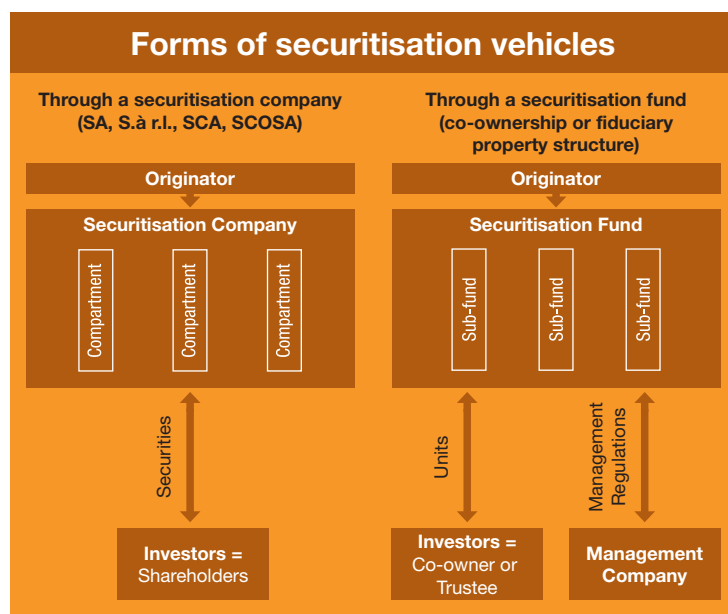 Forms of securitisation vehicles
Through a securitisation company
(SA, S.à r.l., SCA, SCOSA)
Originator
Securitisation Company
Compartment
Compartment
Compartment
Securities
Investors =
Shareholders
Through a securitisation fund
(co-ownership or fiduciary
property structure)
Originator
Securitisation Fund
Sub-fund
Sub-fund
Sub-fund
Units
Management
Regulations
Investors =
Co-owner or
Trustee
Management
Company